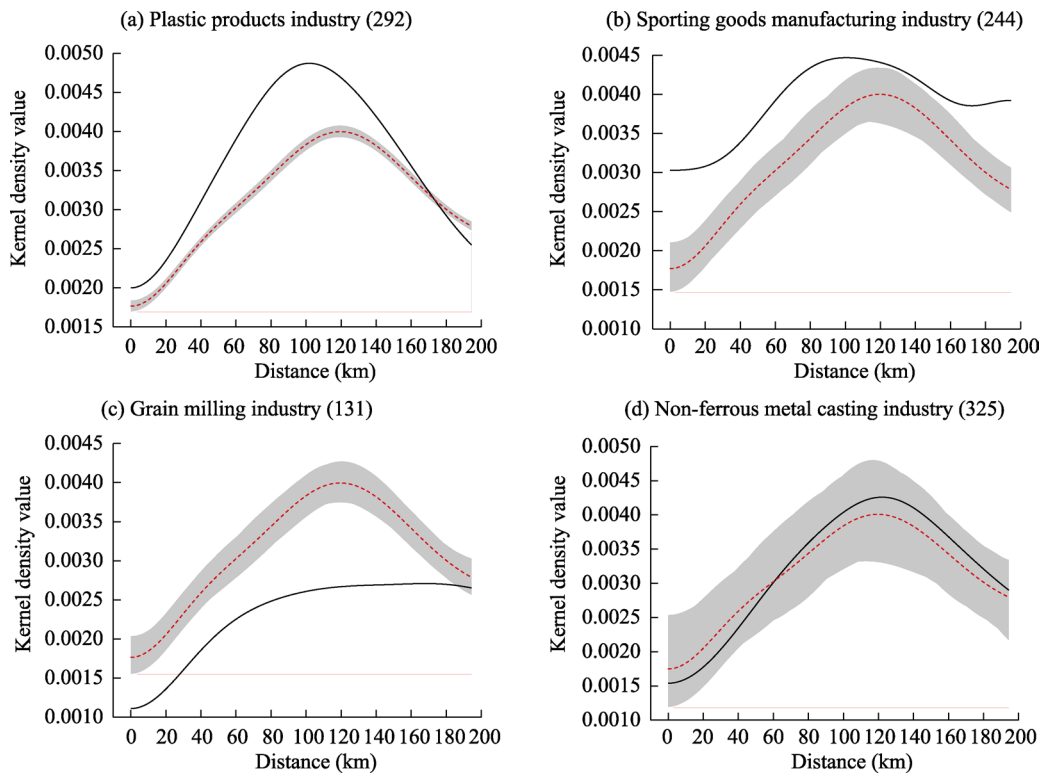 (a) Plastic products industry (292)
Kernel density value
0.0050
0.0045
0.0040
0.0035
0.0030
0.0025
0.0020
0.0015
0 20 40 60 80 100 120 140 160 180 200
Distance (km)
(b) Sporting goods manufacturing industry (244)
Kernel density value
0.0045
0.0040
0.0035
0.0030
0.0025
0.0020
0.0015
0.0010
0 20 40 60 80 100 120 140 160 180 200
Distance (km)
(c) Grain milling industry (131)
Kernel density value
0.0045
0.0040
0.0035
0.0030
0.0025
0.0020
0.0015
0.0010
0 20 40 60 80 100 120 140 160 180 200
Distance (km)
(d) Non-ferrous metal casting industry (325)
Kernel density value
0.0050
0.0045
0.0040
0.0035
0.0030
0.0025
0.0020
0.0015
0.0010
0 20 40 60 80 100 120 140 160 180 200
Distance (km)